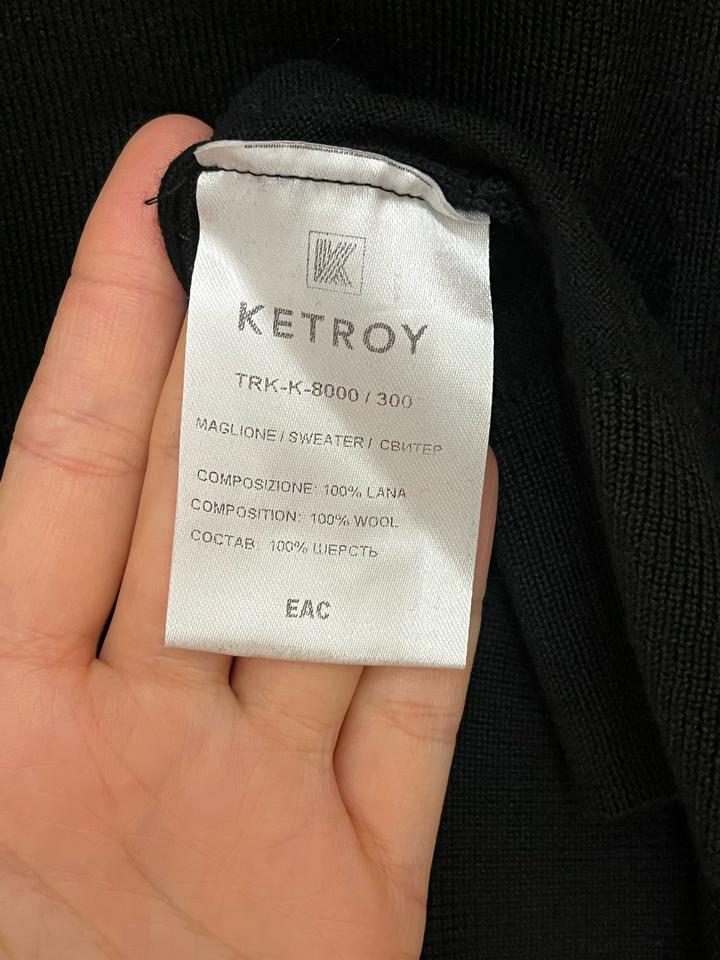 K
KETROY
TRK-K-8000 / 300
MAGLIONE / SWEATER / СВИТЕР
COMPOSIZIONE: 100% LANA
COMPOSITION: 100% WOOL
СОСТАВ: 100% ШЕРСТЬ
EAC